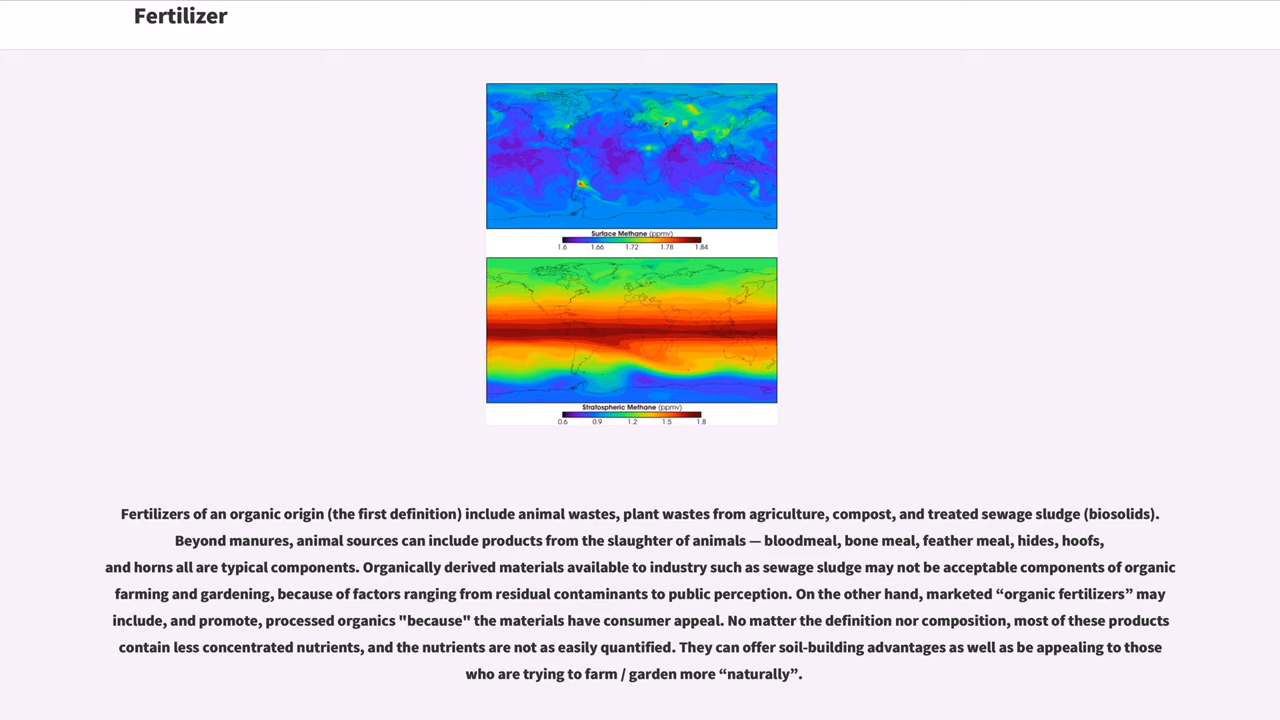 Fertilizer
Surface Methane (ppmv)
1.6 1.66 1.72 1.78 1.84
Stratospheric Methane (ppmv)
0.6 0.9 1.2 1.5 1.8
Fertilizers of an organic origin (the first definition) include animal wastes, plant wastes from agriculture, compost, and treated sewage sludge (biosolids).
Beyond manures, animal sources can include products from the slaughter of animals — bloodmeal, bone meal, feather meal, hides, hoofs,
and horns all are typical components. Organically derived materials available to industry such as sewage sludge may not be acceptable components of organic
farming and gardening, because of factors ranging from residual contaminants to public perception. On the other hand, marketed “organic fertilizers” may
include, and promote, processed organics "because" the materials have consumer appeal. No matter the definition nor composition, most of these products
contain less concentrated nutrients, and the nutrients are not as easily quantified. They can offer soil-building advantages as well as be appealing to those
who are trying to farm / garden more “naturally”.